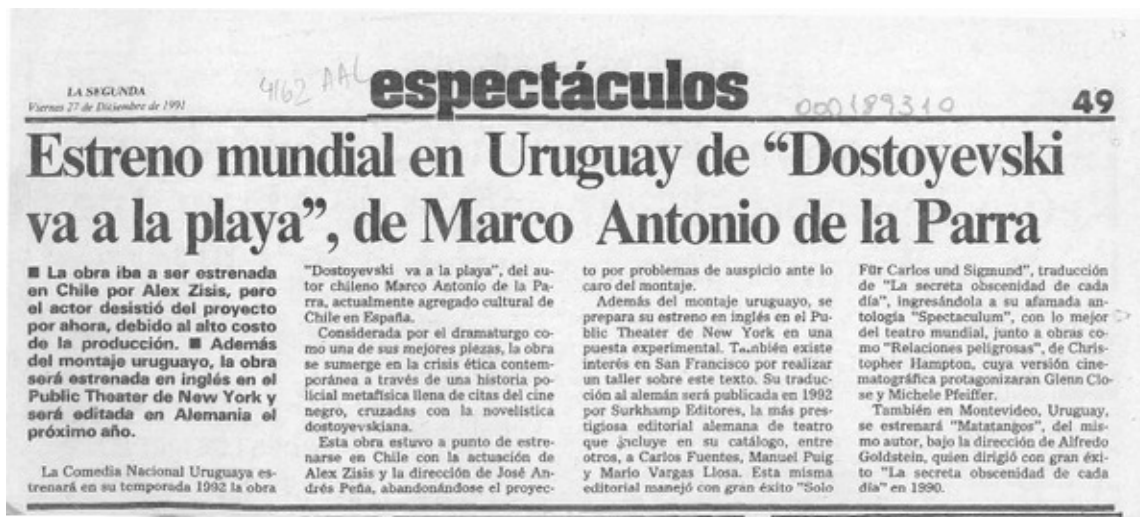 LA SEGUNDA
Viernes 27 de Diciembre de 1991
4162 AAL
espectáculos
000189310
49
Estreno mundial en Uruguay de “Dostoyevski
va a la playa”, de Marco Antonio de la Parra
■ La obra iba a ser estrenada
en Chile por Alex Zisis, pero
el actor desistió del proyecto
por ahora, debido al alto costo
de la producción. ■ Además
del montaje uruguayo, la obra
será estrenada en inglés en el
Public Theater de New York y
será editada en Alemania el
próximo año.
La Comedia Nacional Uruguaya es-
trenará en su temporada 1992 la obra
"Dostoyevski va a la playa", del au-
tor chileno Marco Antonio de la Pa-
rra, actualmente agregado cultural de
Chile en España.
Considerada por el dramaturgo co-
mo una de sus mejores piezas, la obra
se sumerge en la crisis ética contem-
poránea a través de una historia po-
licial metafísica llena de citas del cine
negro, cruzadas con la novelística
dostoyevskiana.
Esta obra estuvo a punto de estre-
narse en Chile con la actuación de
Alex Zisis y la dirección de José An-
drés Peña, abandonándose el proyec-
to por problemas de auspicio ante lo
caro del montaje.
Además del montaje uruguayo, se
prepara su estreno en inglés en el Pu-
blic Theater de New York en una
puesta experimental. También existe
interés en San Francisco por realizar
un taller sobre este texto. Su traduc-
ción al alemán será publicada en 1992
por Surkhamp Editores, la más pres-
tigiosa editorial alemana de teatro
que incluye en su catálogo, entre
otros, a Carlos Fuentes, Manuel Puig
y Mario Vargas Llosa. Esta misma
editorial manejó con gran éxito "Solo
Für Carlos und Sigmund", traducción
de "La secreta obscenidad de cada
día", ingresándola a su afamada an-
tología "Spectaculum", con lo mejor
del teatro mundial, junto a obras co-
mo "Relaciones peligrosas", de Chris-
topher Hampton, cuya versión cine-
matográfica protagonizaran Glenn Clo-
se y Michele Pfeiffer.
También en Montevideo, Uruguay,
se estrenará "Matatangos", del mis-
mo autor, bajo la dirección de Alfredo
Goldstein, quien dirigió con gran éxi-
to "La secreta obscenidad de cada
día" en 1990.